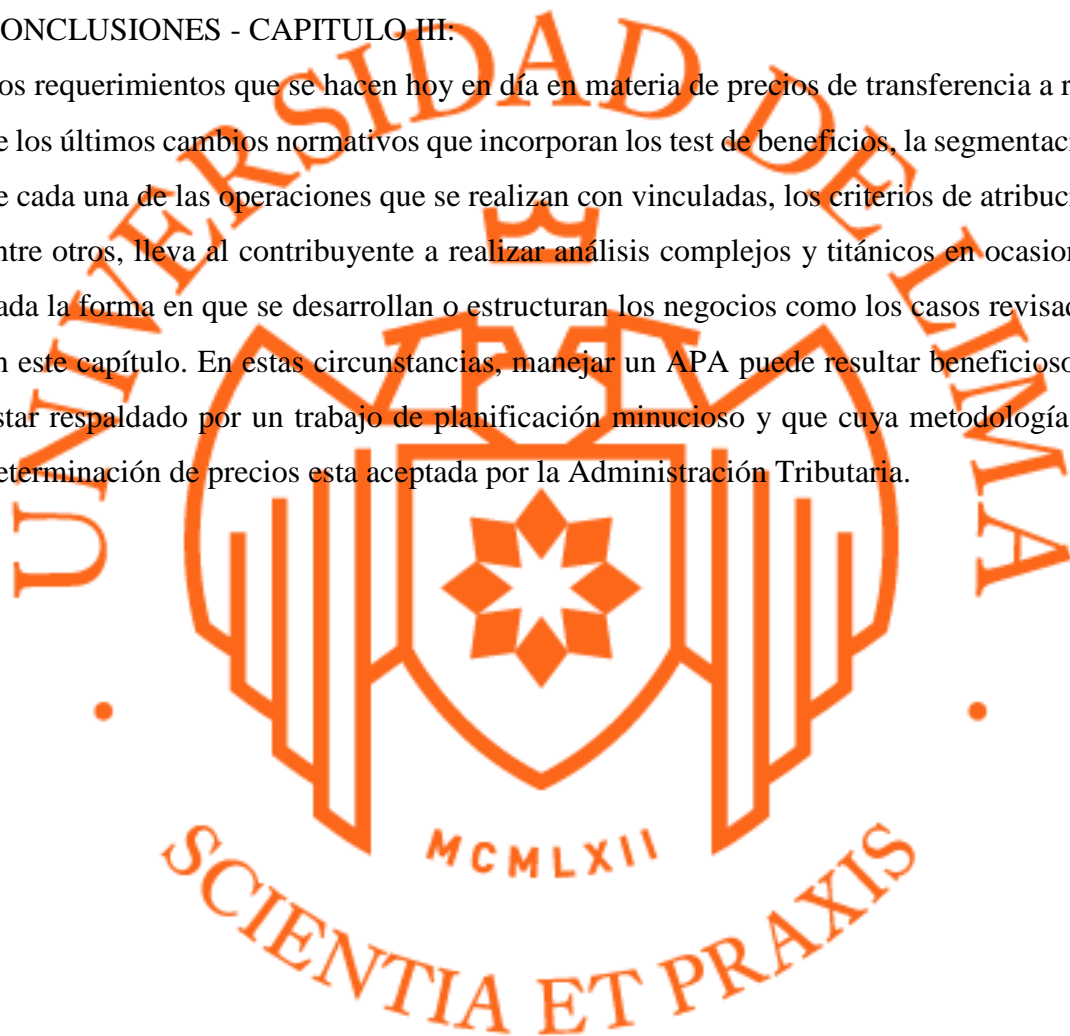 ONCLUSIONES - CAPITULO III:
os requerimientos que se hacen hoy en día en materia de precios de transferencia a r
e los últimos cambios normativos que incorporan los test de beneficios, la segmentaci
e cada una de las operaciones que se realizan con vinculadas, los criterios de atribuci
ntre otros, lleva al contribuyente a realizar análisis complejos y titánicos en ocasion
ada la forma en que se desarrollan o estructuran los negocios como los casos revisad
n este capítulo. En estas circunstancias, manejar un APA puede resultar beneficioso
star respaldado por un trabajo de planificación minucioso y que cuya metodología
eterminación de precios esta aceptada por la Administración Tributaria.
UNIVERSIDAD DE LIMA
MCMLXII
SCIENTIA ET PRAXIS